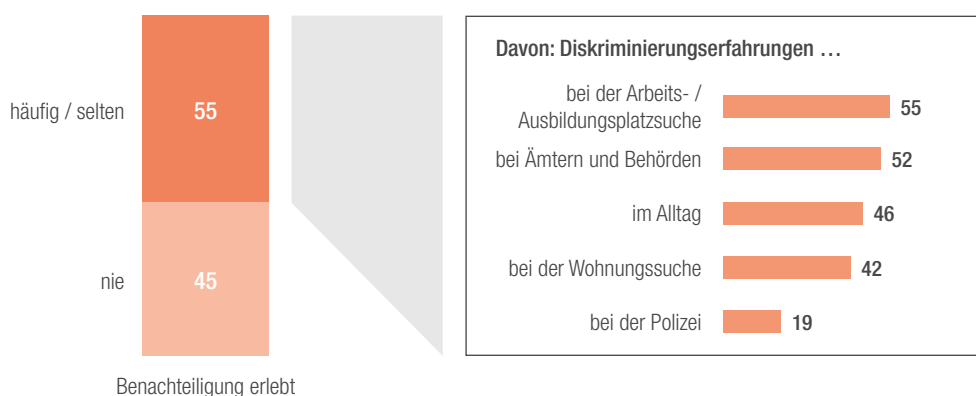 häufig / selten
55
nie
45
Benachteiligung erlebt
Davon: Diskriminierungserfahrungen …
bei der Arbeits- /
Ausbildungsplatzsuche
55
bei Ämtern und Behörden
52
im Alltag
46
bei der Wohnungssuche
42
bei der Polizei
19